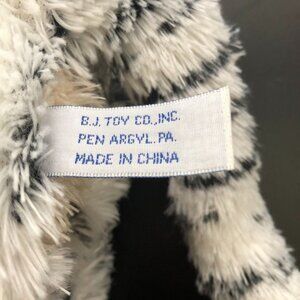 B.J. TOY CO., INC.
PEN ARGYL. PA.
MADE IN CHINA